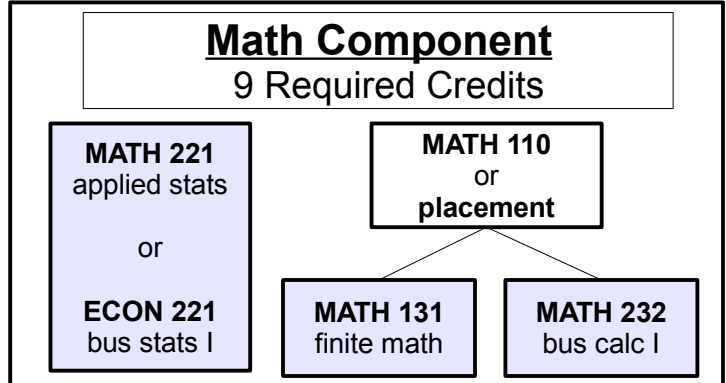 Math Component
9 Required Credits
MATH 221
applied stats
or
ECON 221
bus stats I
MATH 110
or
placement
MATH 131
finite math
MATH 232
bus calc I